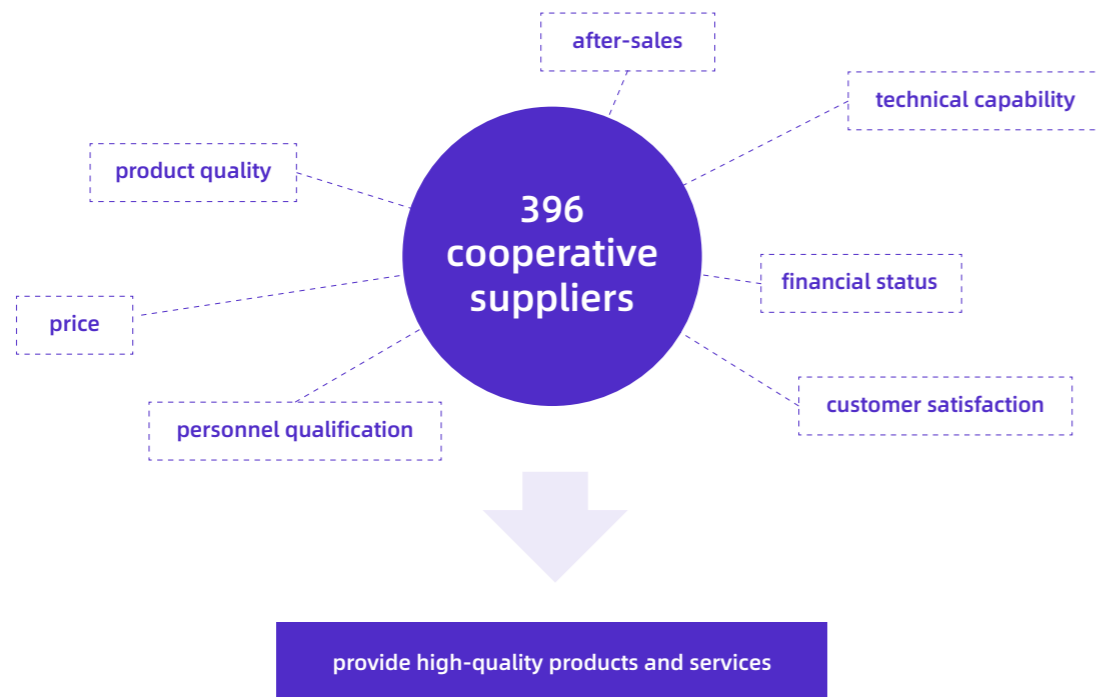 after-sales
technical capability
product quality
396
cooperative
suppliers
financial status
price
customer satisfaction
personnel qualification
provide high-quality products and services